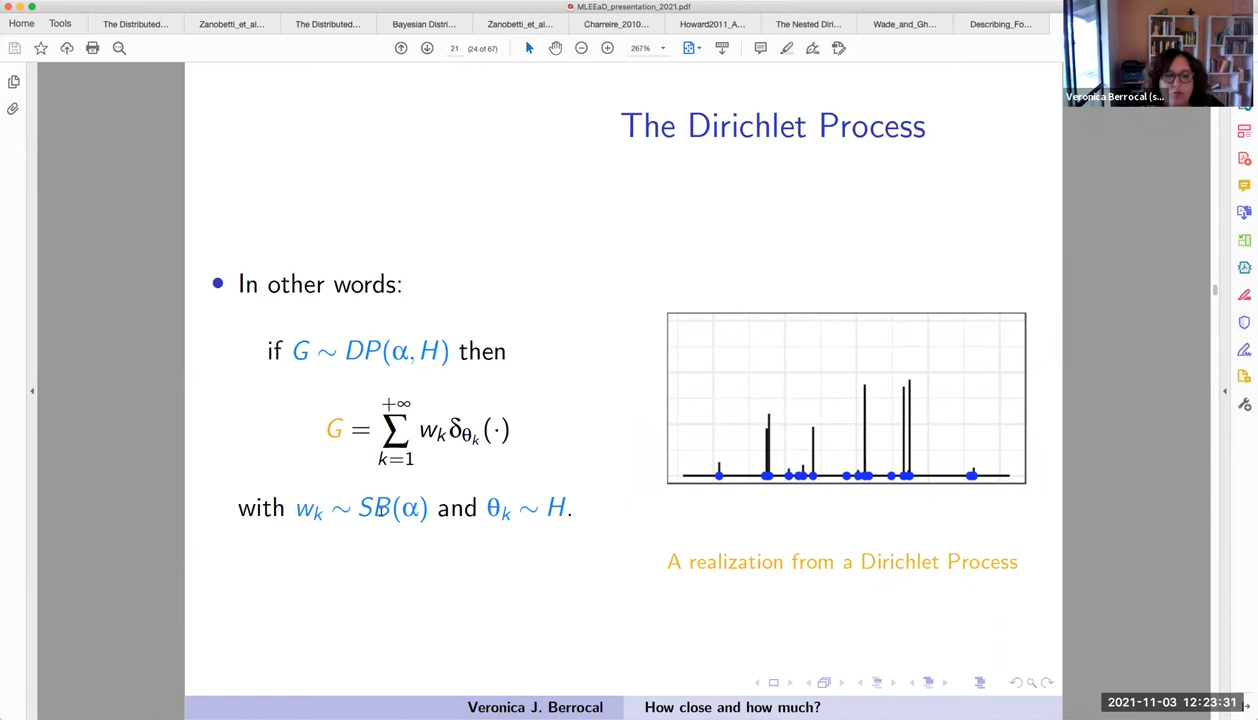 MLEEaD_presentation_2021.pdf
Home Tools The Distributed... Zanobetti_et_al... The Distributed... Bayesian Distri... Zanobetti_et_al... Charreire_2010... Howard2011_A... The Nested Diri... Wade_and_Gh... Describing_Fo...
21 (24 of 67) 267%
Veronica Berrocal (s...
The Dirichlet Process
In other words:
if G ∼ DP(α, H) then
G = ∑_{k=1}^{+∞} w_k δ_{θ_k}(·)
with w_k ∼ SB(α) and θ_k ∼ H.
A realization from a Dirichlet Process
Veronica J. Berrocal How close and how much?
2021-11-03 12:23:31